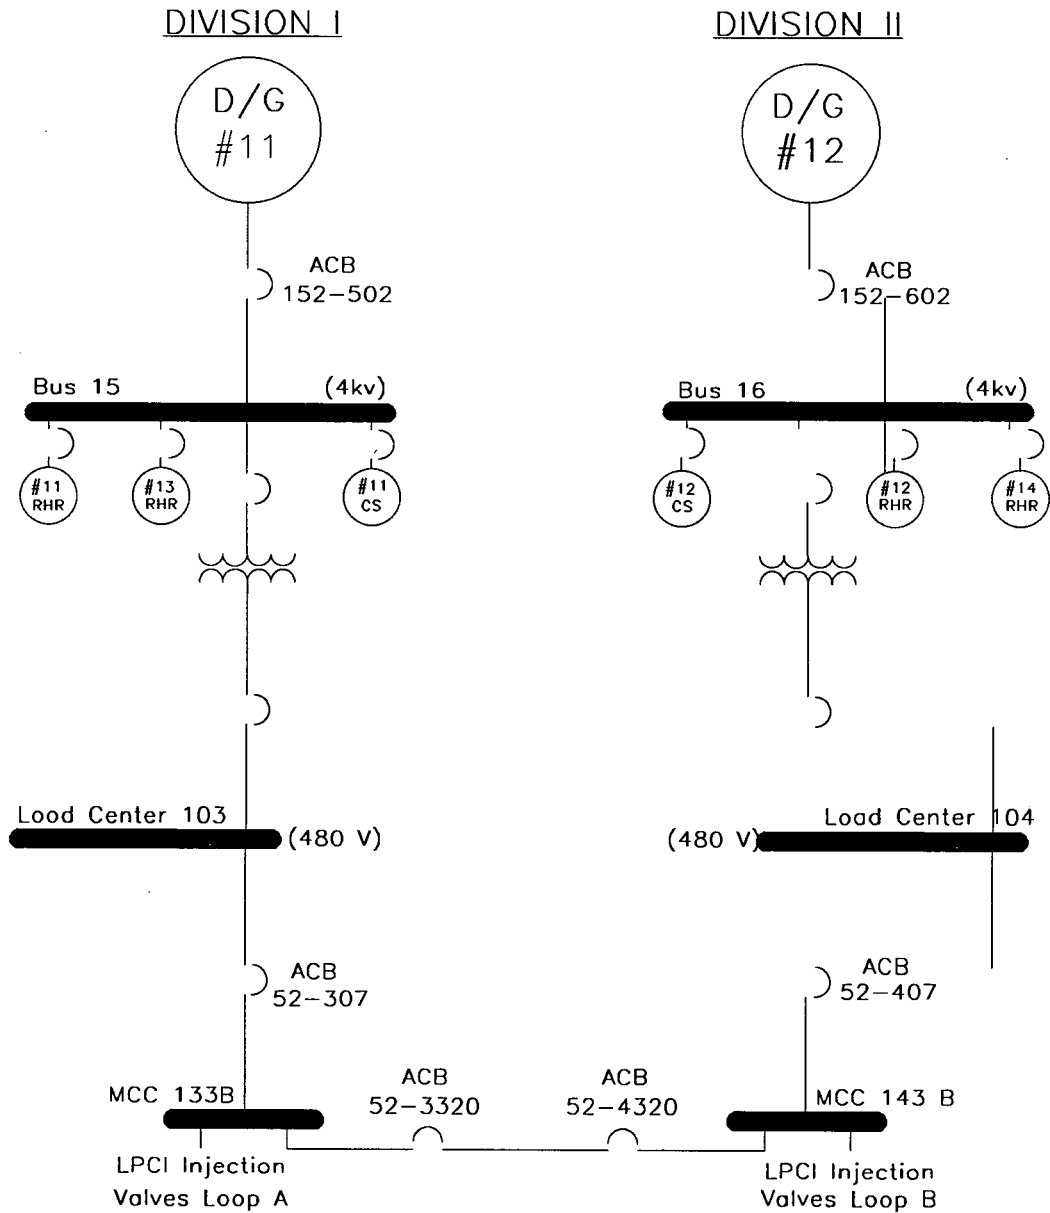 DIVISION I
DIVISION II
D/G
#11
D/G
#12
ACB
152-502
ACB
152-602
Bus 15
(4kv)
Bus 16
(4kv)
#11
RHR
#13
RHR
#11
CS
#12
CS
#12
RHR
#14
RHR
Lood Center 103
(480 V)
Load Center 104
(480 V)
ACB
52-307
ACB
52-407
MCC 133B
ACB
52-3320
ACB
52-4320
MCC 143 B
LPCI Injection
Valves Loop A
LPCI Injection
Valves Loop B